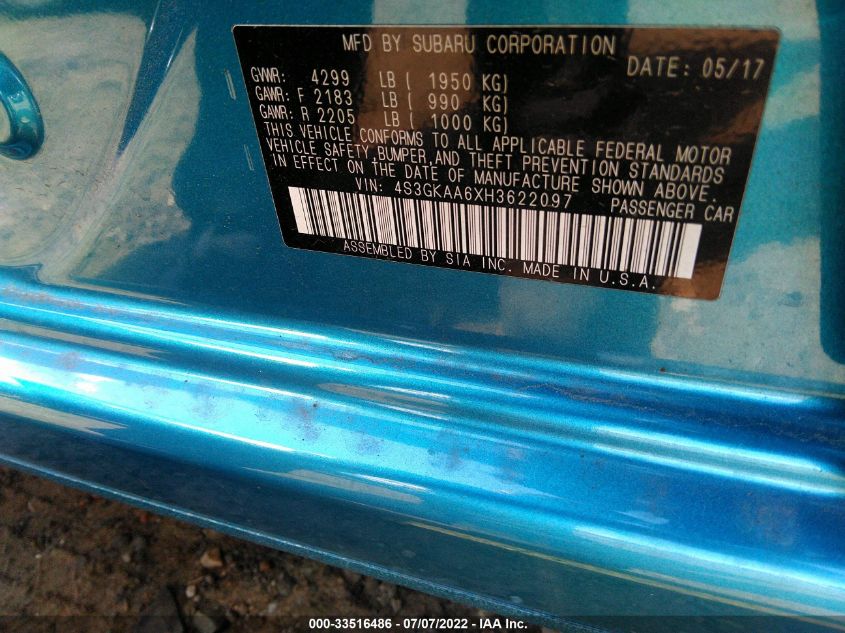 MFD BY SUBARU CORPORATION
DATE: 05/17
GVWR: 4299 LB ( 1950 KG)
GAWR: F 2183 LB ( 990 KG)
GAWR: R 2205 LB ( 1000 KG)
THIS VEHICLE CONFORMS TO ALL APPLICABLE FEDERAL MOTOR
VEHICLE SAFETY,BUMPER,AND THEFT PREVENTION STANDARDS
IN EFFECT ON THE DATE OF MANUFACTURE SHOWN ABOVE.
VIN: 4S3GKAA6XH3622097 PASSENGER CAR
ASSEMBLED BY SIA INC. MADE IN U.S.A.
000-33516486 - 07/07/2022 - IAA Inc.